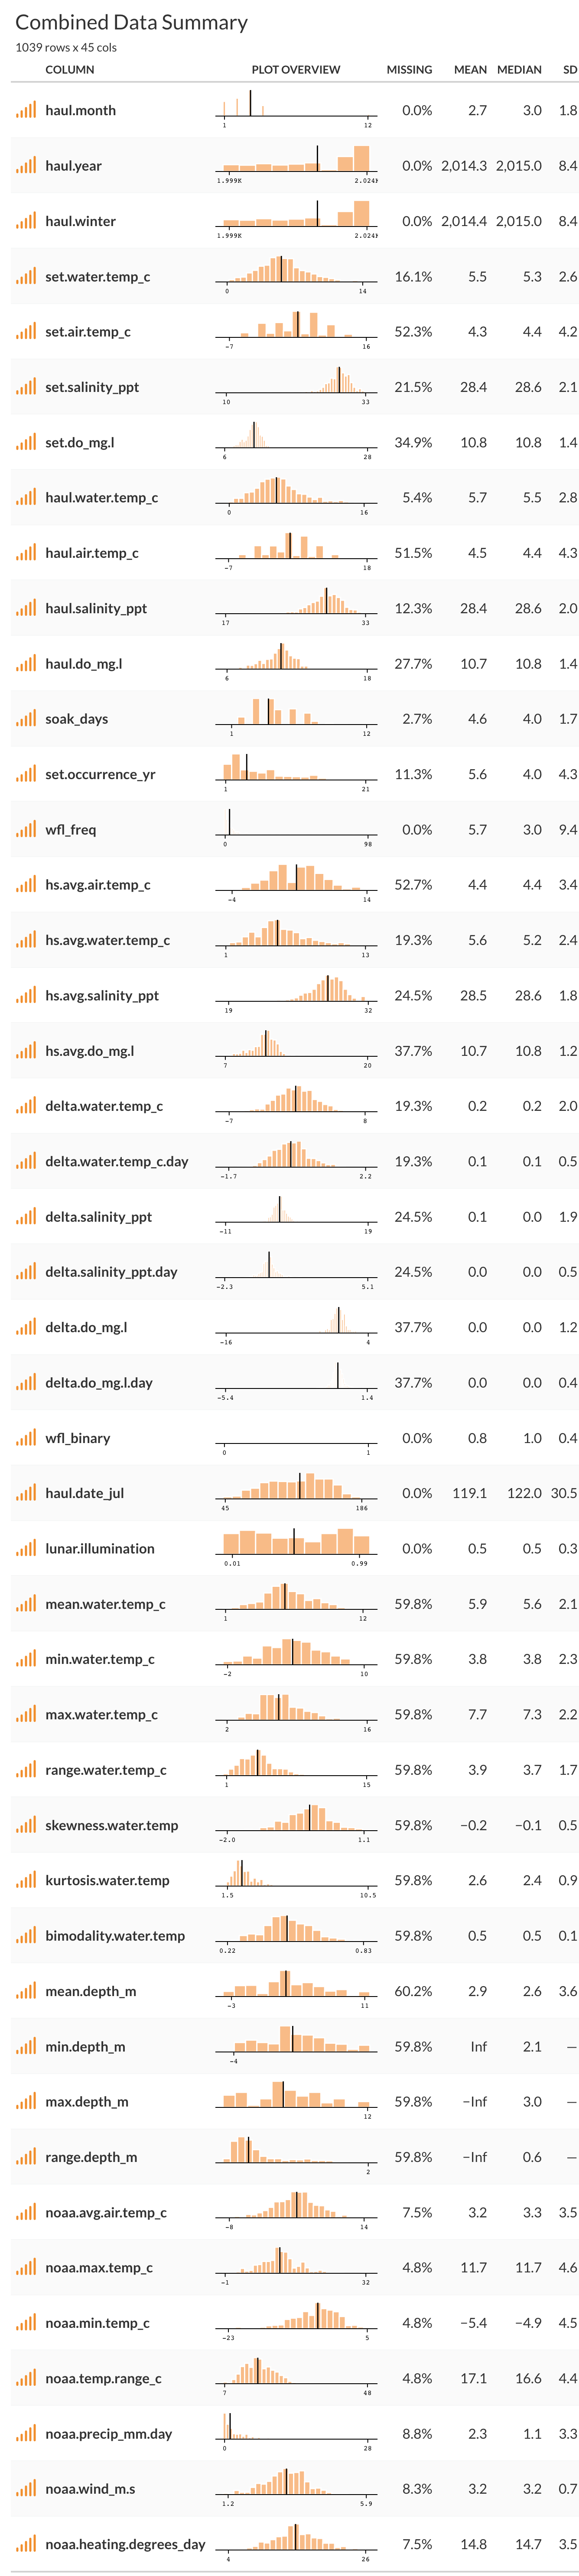 Combined Data Summary
1039 rows x 45 cols
COLUMN PLOT OVERVIEW MISSING MEAN MEDIAN SD
haul.month 0.0% 2.7 3.0 1.8
1 12
haul.year 0.0% 2,014.3 2,015.0 8.4
1.999K 2.024K
haul.winter 0.0% 2,014.4 2,015.0 8.4
1.999K 2.024K
set.water.temp_c 16.1% 5.5 5.3 2.6
0 14
set.air.temp_c 52.3% 4.3 4.4 4.2
−7 16
set.salinity_ppt 21.5% 28.4 28.6 2.1
10 33
set.do_mg.l 34.9% 10.8 10.8 1.4
6 28
haul.water.temp_c 5.4% 5.7 5.5 2.8
0 16
haul.air.temp_c 51.5% 4.5 4.4 4.3
−7 18
haul.salinity_ppt 12.3% 28.4 28.6 2.0
17 33
haul.do_mg.l 27.7% 10.7 10.8 1.4
6 18
soak_days 2.7% 4.6 4.0 1.7
1 12
set.occurrence_yr 11.3% 5.6 4.0 4.3
1 21
wfl_freq 0.0% 5.7 3.0 9.4
0 98
hs.avg.air.temp_c 52.7% 4.4 4.4 3.4
−4 14
hs.avg.water.temp_c 19.3% 5.6 5.2 2.4
1 13
hs.avg.salinity_ppt 24.5% 28.5 28.6 1.8
19 32
hs.avg.do_mg.l 37.7% 10.7 10.8 1.2
7 20
delta.water.temp_c 19.3% 0.2 0.2 2.0
−7 8
delta.water.temp_c.day 19.3% 0.1 0.1 0.5
−1.7 2.2
delta.salinity_ppt 24.5% 0.1 0.0 1.9
−11 19
delta.salinity_ppt.day 24.5% 0.0 0.0 0.5
−2.3 5.1
delta.do_mg.l 37.7% 0.0 0.0 1.2
−16 4
delta.do_mg.l.day 37.7% 0.0 0.0 0.4
−5.4 1.4
wfl_binary 0.0% 0.8 1.0 0.4
0 1
haul.date_jul 0.0% 119.1 122.0 30.5
45 186
lunar.illumination 0.0% 0.5 0.5 0.3
0.01 0.99
mean.water.temp_c 59.8% 5.9 5.6 2.1
1 12
min.water.temp_c 59.8% 3.8 3.8 2.3
−2 10
max.water.temp_c 59.8% 7.7 7.3 2.2
2 16
range.water.temp_c 59.8% 3.9 3.7 1.7
1 15
skewness.water.temp 59.8% −0.2 −0.1 0.5
−2.0 1.1
kurtosis.water.temp 59.8% 2.6 2.4 0.9
1.5 10.5
bimodality.water.temp 59.8% 0.5 0.5 0.1
0.22 0.83
mean.depth_m 60.2% 2.9 2.6 3.6
−3 11
min.depth_m 59.8% Inf 2.1 —
−4
max.depth_m 59.8% −Inf 3.0 —
12
range.depth_m 59.8% −Inf 0.6 —
2
noaa.avg.air.temp_c 7.5% 3.2 3.3 3.5
−8 14
noaa.max.temp_c 4.8% 11.7 11.7 4.6
−1 32
noaa.min.temp_c 4.8% −5.4 −4.9 4.5
−23 5
noaa.temp.range_c 4.8% 17.1 16.6 4.4
7 48
noaa.precip_mm.day 8.8% 2.3 1.1 3.3
0 28
noaa.wind_m.s 8.3% 3.2 3.2 0.7
1.2 5.9
noaa.heating.degrees_day 7.5% 14.8 14.7 3.5
4 26